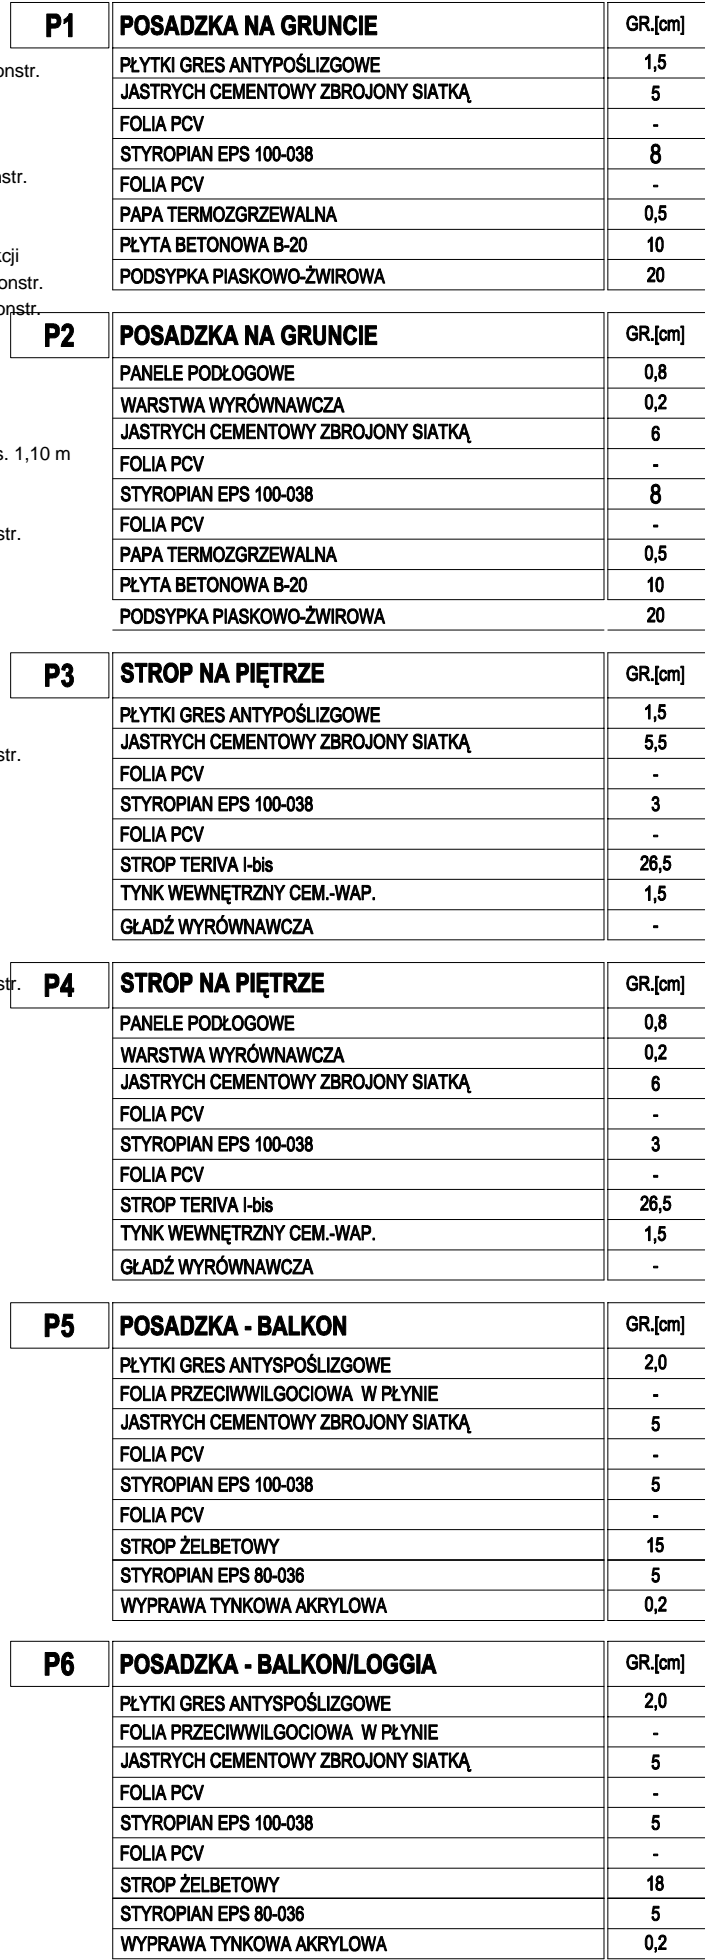 P1 POSADZKA NA GRUNCIE GR.[cm]
PŁYTKI GRES ANTYPOŚLIZGOWE 1,5
onstr.
JASTRYCH CEMENTOWY ZBROJONY SIATKĄ 5
FOLIA PCV -
STYROPIAN EPS 100-038 8
nstr.
FOLIA PCV -
PAPA TERMOZGRZEWALNA 0,5
PŁYTA BETONOWA B-20 10
kcji
PODSYPKA PIASKOWO-ŻWIROWA 20
onstr.
onstr.
P2 POSADZKA NA GRUNCIE GR.[cm]
PANELE PODŁOGOWE 0,8
WARSTWA WYRÓWNAWCZA 0,2
JASTRYCH CEMENTOWY ZBROJONY SIATKĄ 6
s. 1,10 m
FOLIA PCV -
STYROPIAN EPS 100-038 8
FOLIA PCV -
str.
PAPA TERMOZGRZEWALNA 0,5
PŁYTA BETONOWA B-20 10
PODSYPKA PIASKOWO-ŻWIROWA 20
P3 STROP NA PIĘTRZE GR.[cm]
PŁYTKI GRES ANTYPOŚLIZGOWE 1,5
JASTRYCH CEMENTOWY ZBROJONY SIATKĄ 5,5
str.
FOLIA PCV -
STYROPIAN EPS 100-038 3
FOLIA PCV -
STROP TERIVA I-bis 26,5
TYNK WEWNĘTRZNY CEM.-WAP. 1,5
GŁADŹ WYRÓWNAWCZA -
str. P4 STROP NA PIĘTRZE GR.[cm]
PANELE PODŁOGOWE 0,8
WARSTWA WYRÓWNAWCZA 0,2
JASTRYCH CEMENTOWY ZBROJONY SIATKĄ 6
FOLIA PCV -
STYROPIAN EPS 100-038 3
FOLIA PCV -
STROP TERIVA I-bis 26,5
TYNK WEWNĘTRZNY CEM.-WAP. 1,5
GŁADŹ WYRÓWNAWCZA -
P5 POSADZKA - BALKON GR.[cm]
PŁYTKI GRES ANTYSPOŚLIZGOWE 2,0
FOLIA PRZECIWWILGOCIOWA W PŁYNIE -
JASTRYCH CEMENTOWY ZBROJONY SIATKĄ 5
FOLIA PCV -
STYROPIAN EPS 100-038 5
FOLIA PCV -
STROP ŻELBETOWY 15
STYROPIAN EPS 80-036 5
WYPRAWA TYNKOWA AKRYLOWA 0,2
P6 POSADZKA - BALKON/LOGGIA GR.[cm]
PŁYTKI GRES ANTYSPOŚLIZGOWE 2,0
FOLIA PRZECIWWILGOCIOWA W PŁYNIE -
JASTRYCH CEMENTOWY ZBROJONY SIATKĄ 5
FOLIA PCV -
STYROPIAN EPS 100-038 5
FOLIA PCV -
STROP ŻELBETOWY 18
STYROPIAN EPS 80-036 5
WYPRAWA TYNKOWA AKRYLOWA 0,2